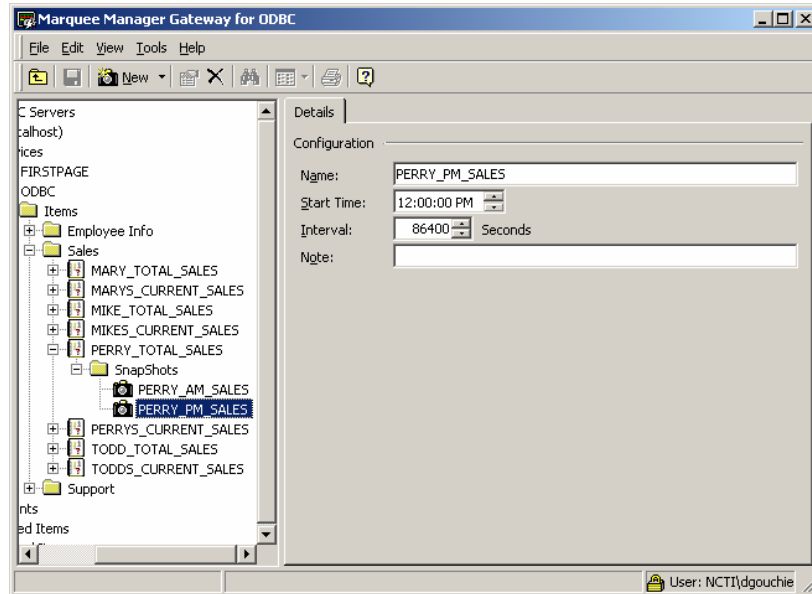 Marquee Manager Gateway for ODBC
File Edit View Tools Help
New
C Servers
calhost)
vices
FIRSTPAGE
ODBC
Items
Employee Info
Sales
MARY_TOTAL_SALES
MARYS_CURRENT_SALES
MIKE_TOTAL_SALES
MIKES_CURRENT_SALES
PERRY_TOTAL_SALES
SnapShots
PERRY_AM_SALES
PERRY_PM_SALES
PERRYS_CURRENT_SALES
TODD_TOTAL_SALES
TODDS_CURRENT_SALES
Support
nts
ed Items
Details
Configuration
Name: PERRY_PM_SALES
Start Time: 12:00:00 PM
Interval: 86400 Seconds
Note:
User: NCTI\dgouchie